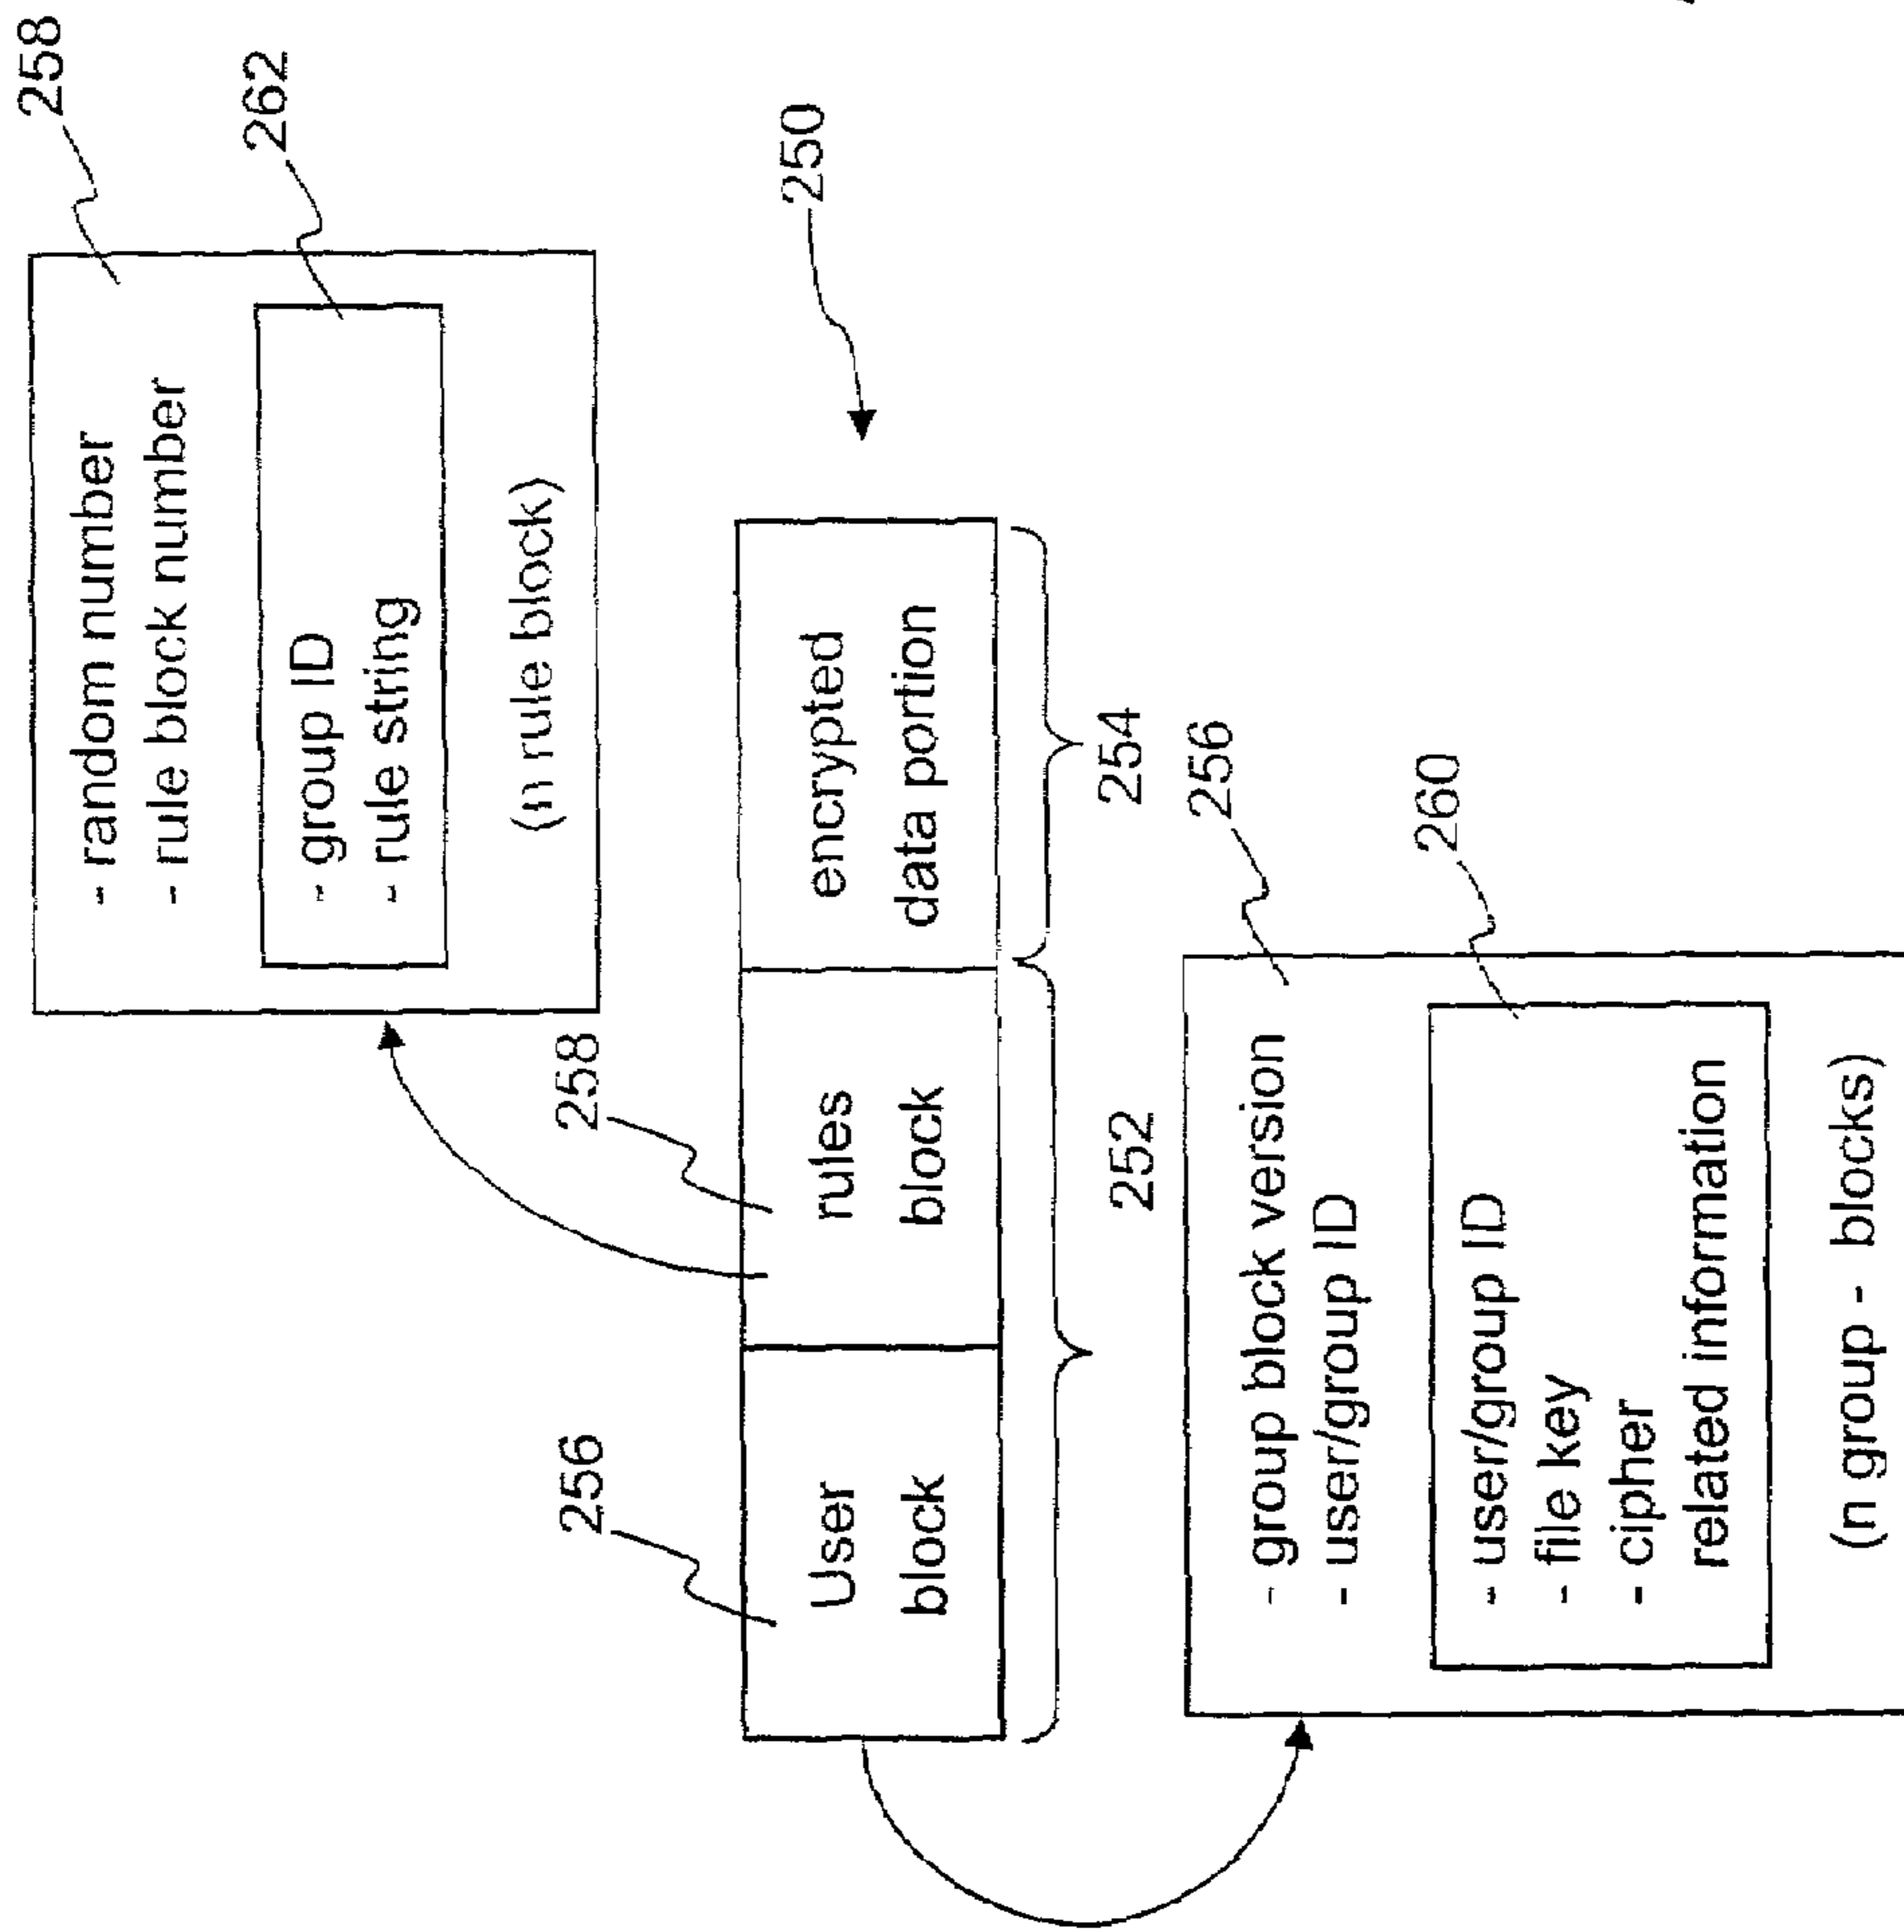 258
- random number
- rule block number
262
- group ID
- rule string
(n rule block)
250
256
User
block
258
rules
block
encrypted
data portion
252
254
256
- group block version
- user/group ID
260
- user/group ID
- file key
- cipher
related information
(n group - blocks)